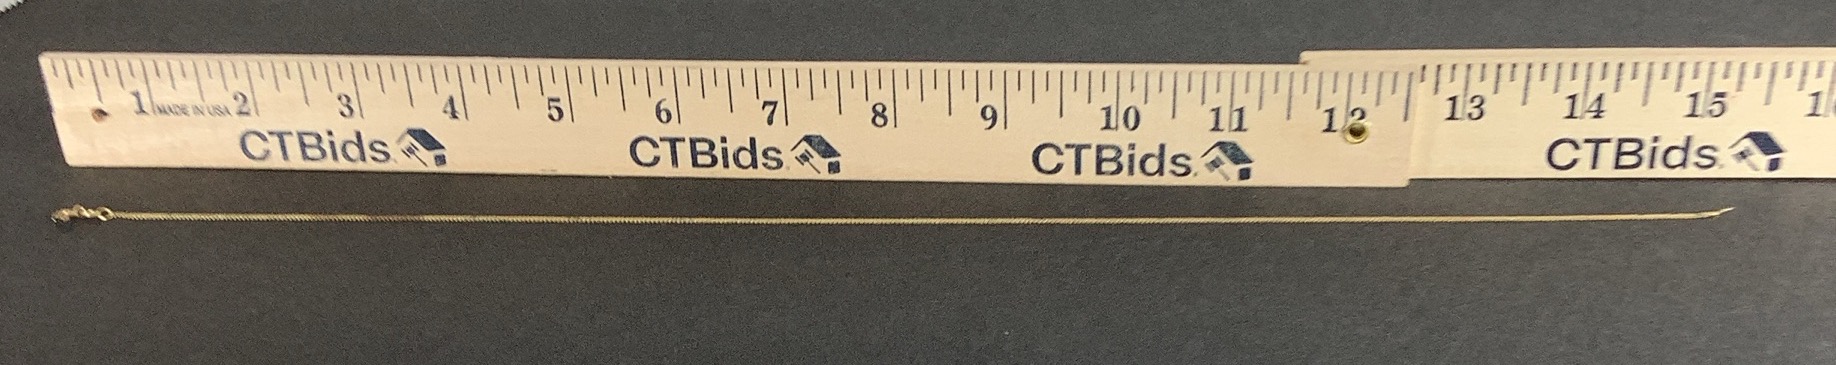 1 MADE IN USA 2 3 4 5 6 7 8 9 10 11 12 13 14 15
CTBids. CTBids. CTBids. CTBids.